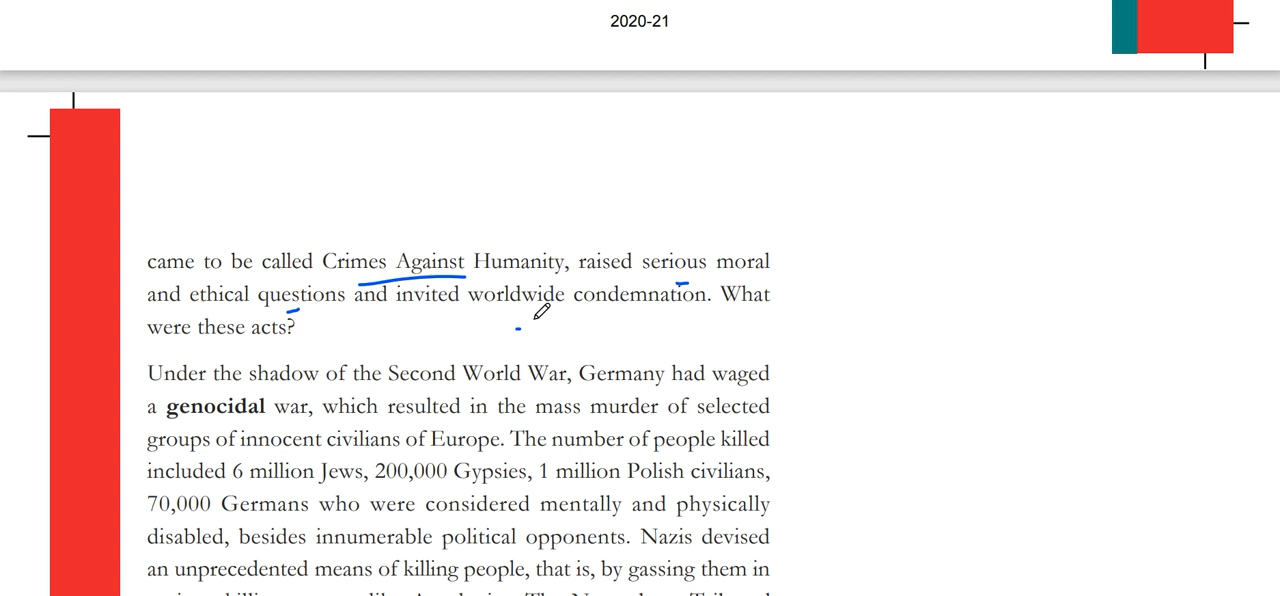 2020-21
came to be called Crimes Against Humanity, raised serious moral
and ethical questions and invited worldwide condemnation. What
were these acts?
Under the shadow of the Second World War, Germany had waged
a genocidal war, which resulted in the mass murder of selected
groups of innocent civilians of Europe. The number of people killed
included 6 million Jews, 200,000 Gypsies, 1 million Polish civilians,
70,000 Germans who were considered mentally and physically
disabled, besides innumerable political opponents. Nazis devised
an unprecedented means of killing people, that is, by gassing them in